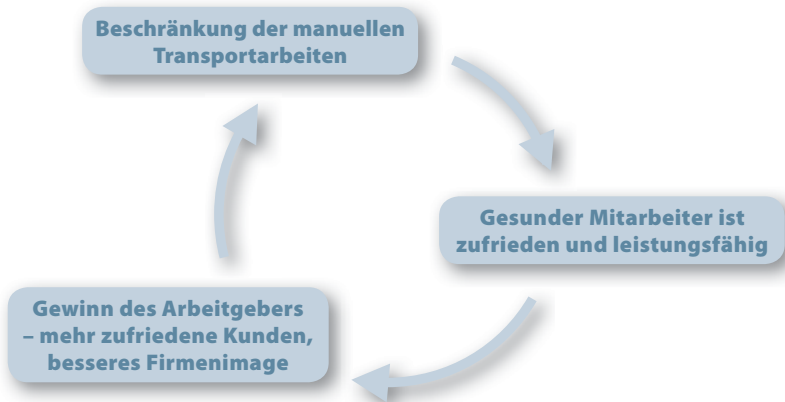 Beschränkung der manuellen
Transportarbeiten
Gesunder Mitarbeiter ist
zufrieden und leistungsfähig
Gewinn des Arbeitgebers
– mehr zufriedene Kunden,
besseres Firmenimage